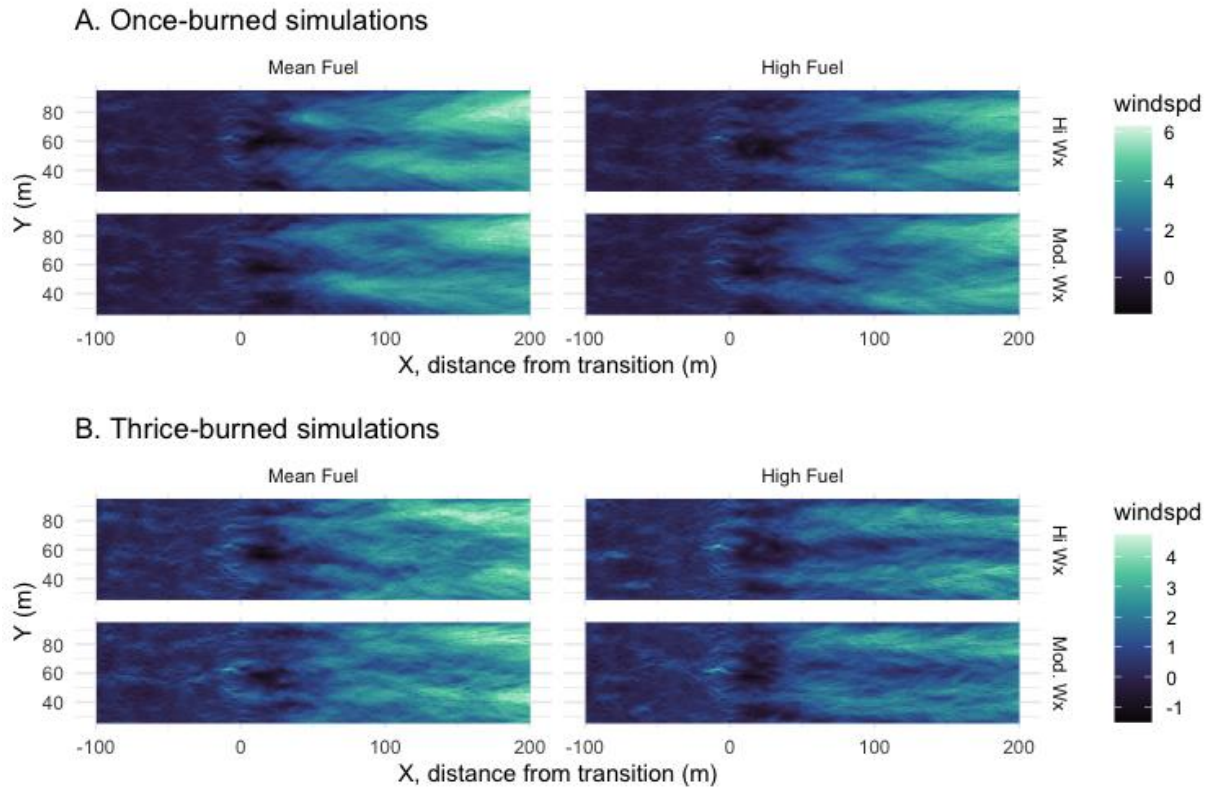 A. Once-burned simulations
Mean Fuel
High Fuel
80
60
40
Hi Wx
80
60
40
Mod. Wx
Y (m)
-100 0 100 200
-100 0 100 200
X, distance from transition (m)
windspd
6
4
2
0
B. Thrice-burned simulations
Mean Fuel
High Fuel
80
60
40
Hi Wx
80
60
40
Mod. Wx
Y (m)
-100 0 100 200
-100 0 100 200
X, distance from transition (m)
windspd
4
3
2
1
0
-1